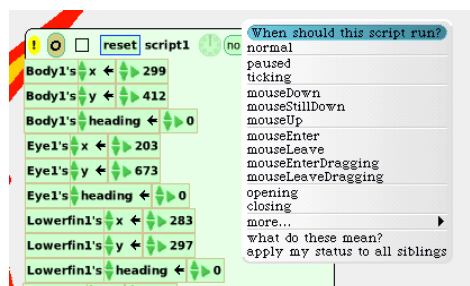 ! reset script1 no
Body1's x ← 299
Body1's y ← 412
Body1's heading ← 0
Eye1's x ← 203
Eye1's y ← 673
Eye1's heading ← 0
Lowerfin1's x ← 283
Lowerfin1's y ← 297
Lowerfin1's heading ← 0
When should this script run?
normal
paused
ticking
mouseDown
mouseStillDown
mouseUp
mouseEnter
mouseLeave
mouseEnterDragging
mouseLeaveDragging
opening
closing
more...
what do these mean?
apply my status to all siblings